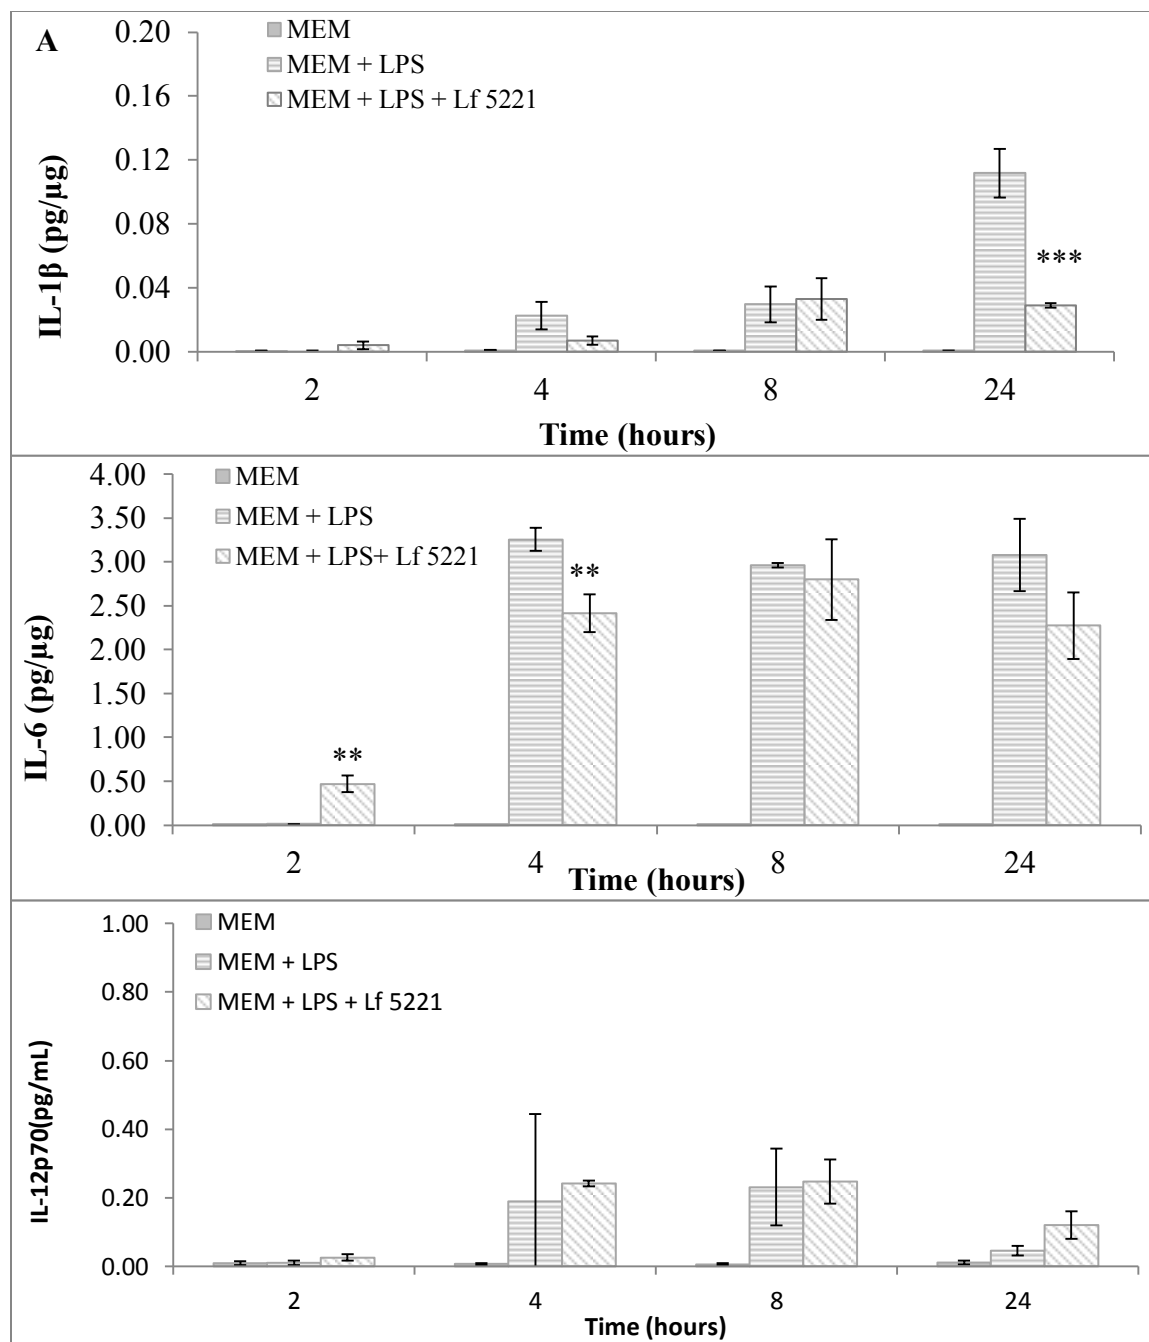 A
0.20
0.16
0.12
0.08
0.04
0.00
IL-1β (pg/μg)
MEM
MEM + LPS
MEM + LPS + Lf 5221
***
2 4 8 24
Time (hours)
4.00
3.50
3.00
2.50
2.00
1.50
1.00
0.50
0.00
IL-6 (pg/μg)
MEM
MEM + LPS
MEM + LPS+ Lf 5221
**
**
2 4 8 24
Time (hours)
1.00
0.80
0.60
0.40
0.20
0.00
IL-12p70(pg/mL)
MEM
MEM + LPS
MEM + LPS + Lf 5221
2 4 8 24
Time (hours)